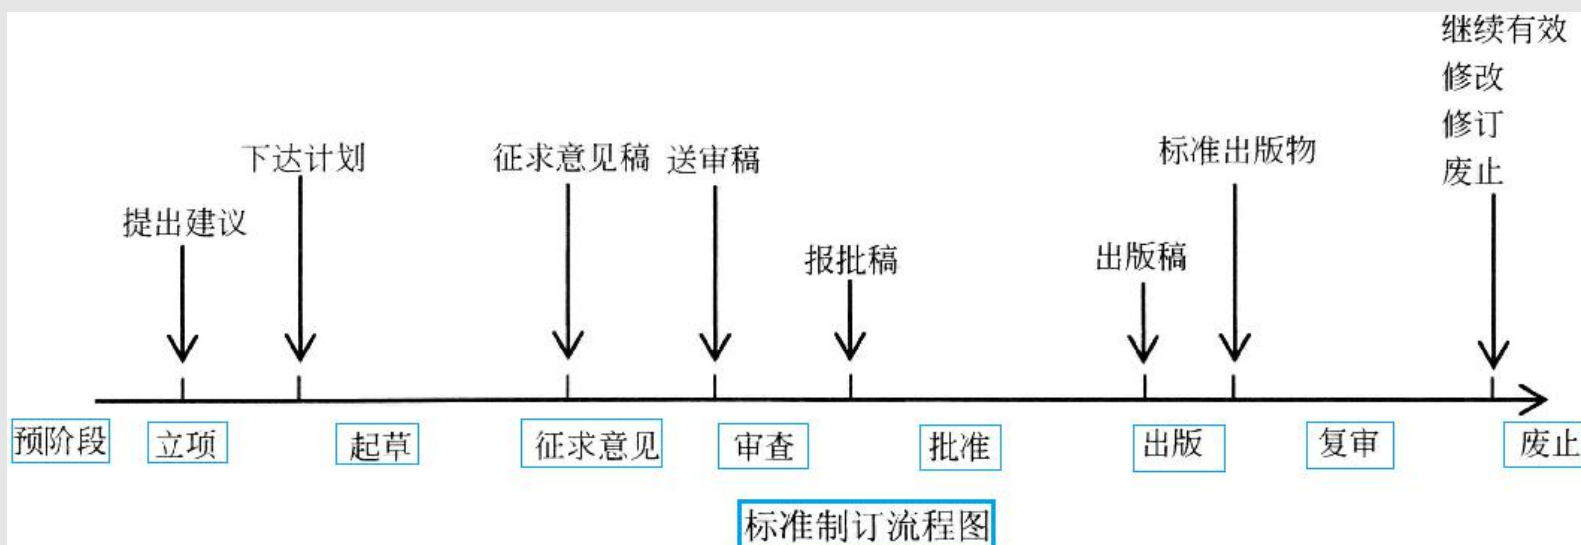 继续有效
修改
修订
废止
下达计划
征求意见稿
送审稿
标准出版物
提出建议
报批稿
出版稿
预阶段
立项
起草
征求意见
审查
批准
出版
复审
废止
标准制订流程图